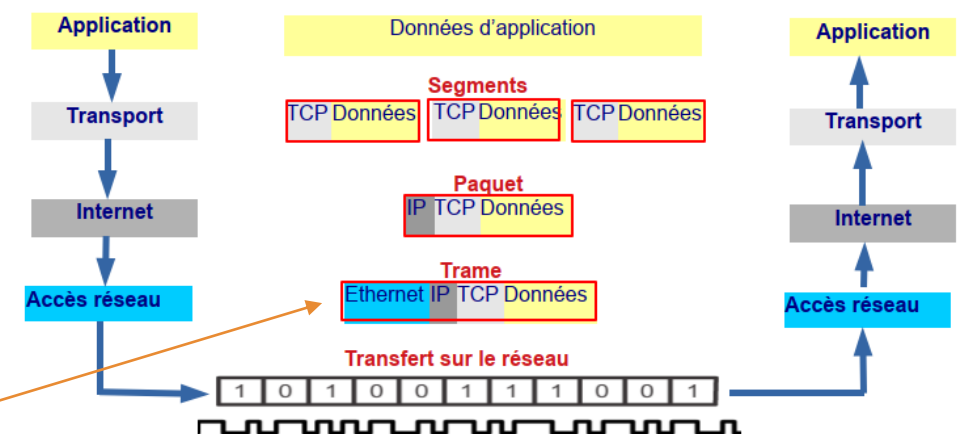 Application
Données d'application
Application
Segments
Transport
TCP Données
TCP Données
TCP Données
Transport
Paquet
Internet
IP TCP Données
Internet
Trame
Accès réseau
Ethernet IP TCP Données
Accès réseau
Transfert sur le réseau
1 0 1 0 0 1 1 1 0 0 1